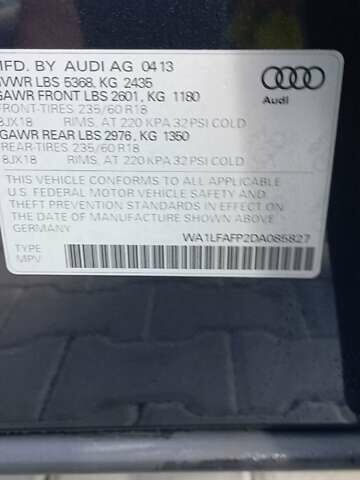 MFD. BY AUDI AG 04 13
GVWR LBS 5368, KG 2435
GAWR FRONT LBS 2601, KG 1180
FRONT-TIRES 235/60 R18
8JX18 RIMS, AT 220 KPA 32 PSI COLD
GAWR REAR LBS 2976, KG 1350
REAR-TIRES 235/60 R18
8JX18 RIMS, AT 220 KPA 32 PSI COLD
Audi
THIS VEHICLE CONFORMS TO ALL APPLICABLE
U.S. FEDERAL MOTOR VEHICLE SAFETY AND
THEFT PREVENTION STANDARDS IN EFFECT ON THE
DATE OF MANUFACTURE SHOWN ABOVE
GERMANY
WA1LFAFP2DA085827
TYPE:
MPV